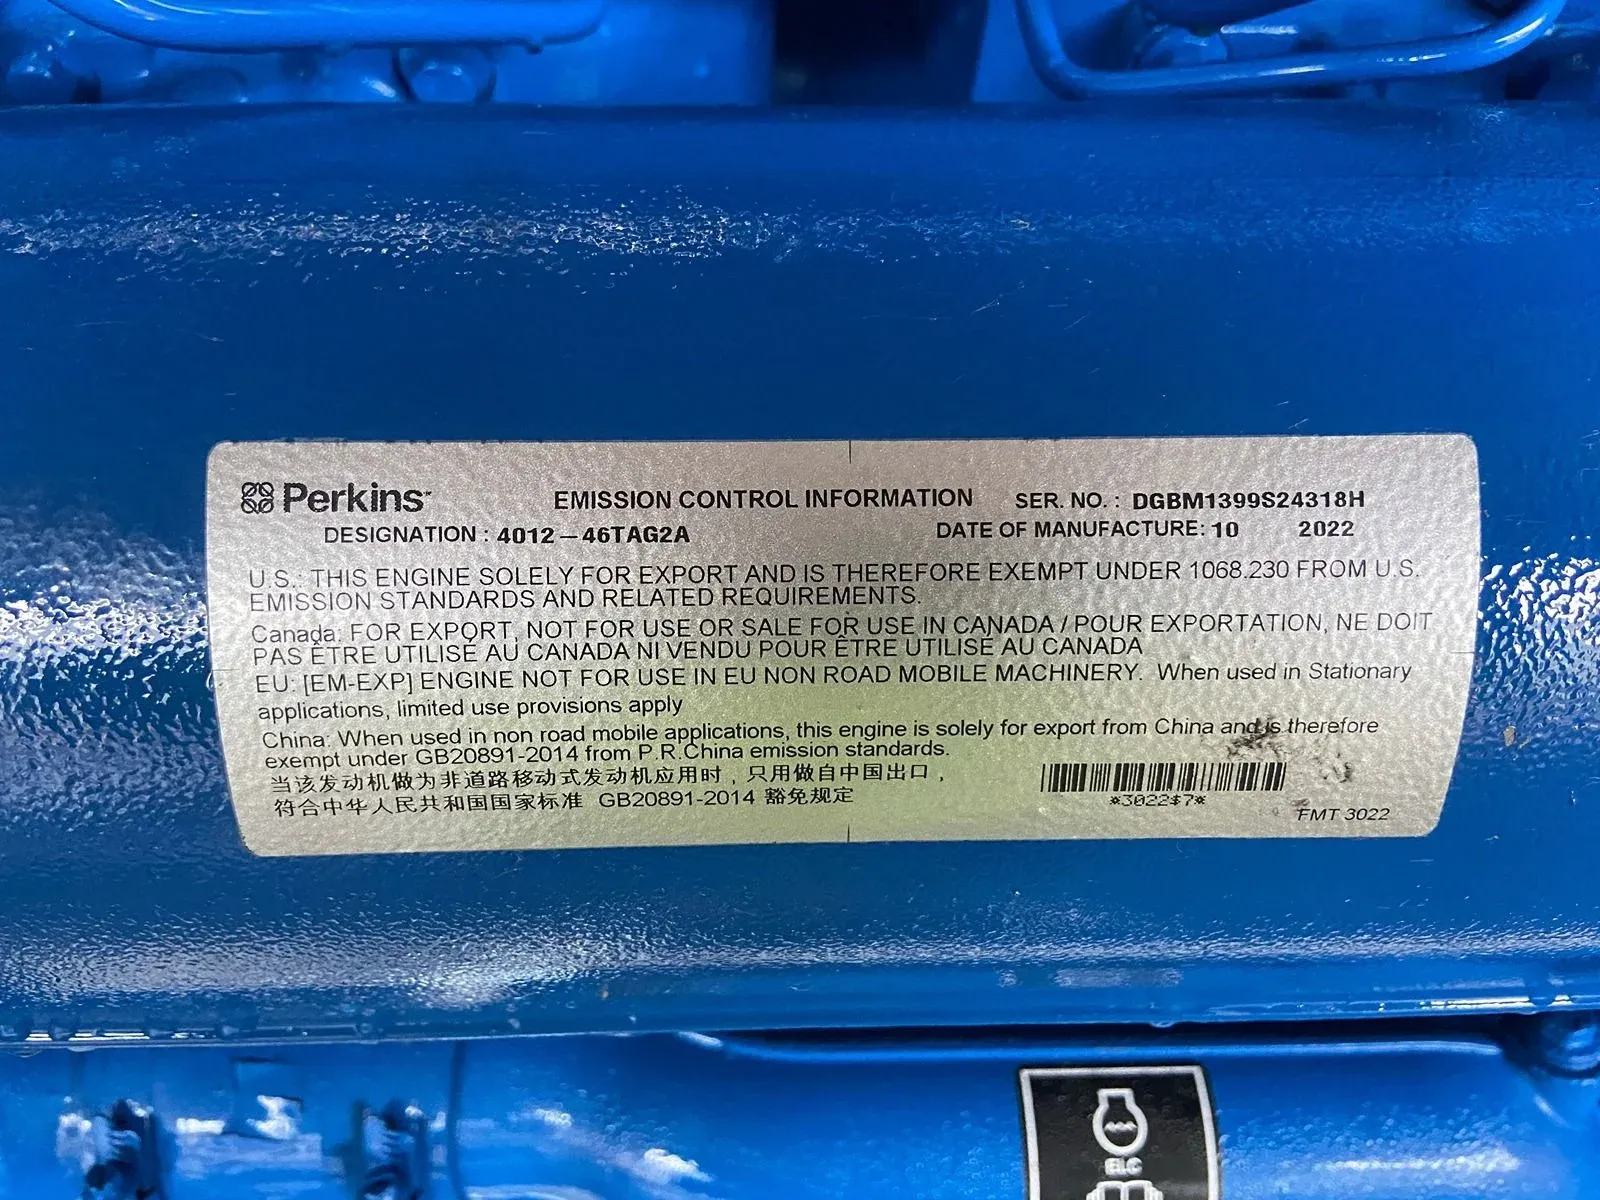 Perkins EMISSION CONTROL INFORMATION SER. NO. : DGBM1399S24318H
DESIGNATION : 4012-46TAG2A DATE OF MANUFACTURE: 10 2022
U.S.: THIS ENGINE SOLELY FOR EXPORT AND IS THEREFORE EXEMPT UNDER 1068.230 FROM U.S.
EMISSION STANDARDS AND RELATED REQUIREMENTS.
Canada: FOR EXPORT, NOT FOR USE OR SALE FOR USE IN CANADA / POUR EXPORTATION, NE DOIT
PAS ÊTRE UTILISÉ AU CANADA NI VENDU POUR ÊTRE UTILISÉ AU CANADA
EU: [EM-EXP] ENGINE NOT FOR USE IN EU NON ROAD MOBILE MACHINERY. When used in Stationary
applications, limited use provisions apply
China: When used in non road mobile applications, this engine is solely for export from China and is therefore
exempt under GB20891-2014 from P.R.China emission standards.
当该发动机做为非道路移动式发动机应用时，只用做自中国出口，
符合中华人民共和国国家标准 GB20891-2014 豁免规定
*3022$7*
FMT 3022
ELC